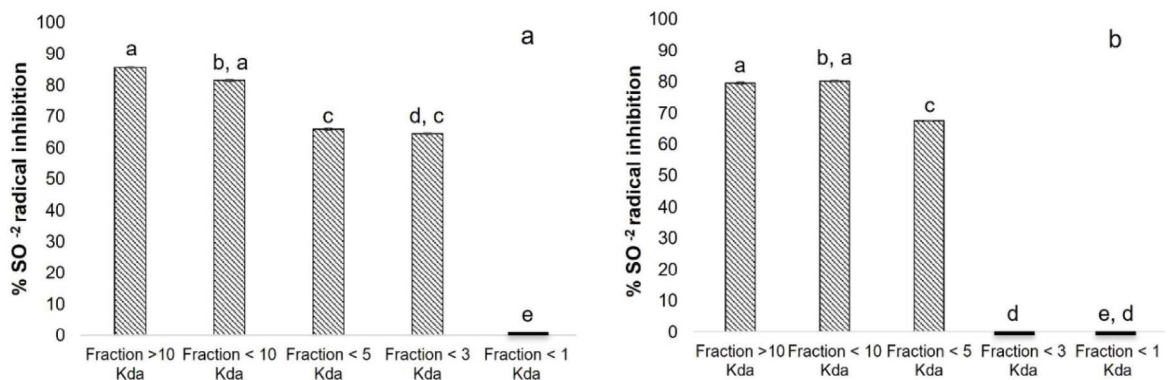 a
% SO -2 radical inhibition
100
90
80
70
60
50
40
30
20
10
0
a
b, a
c
d, c
e
Fraction >10 Kda
Fraction < 10 Kda
Fraction < 5 Kda
Fraction < 3 Kda
Fraction < 1 Kda
b
% SO -2 radical inhibition
100
90
80
70
60
50
40
30
20
10
0
a
b, a
c
d
e, d
Fraction >10 Kda
Fraction < 10 Kda
Fraction < 5 Kda
Fraction < 3 Kda
Fraction < 1 Kda